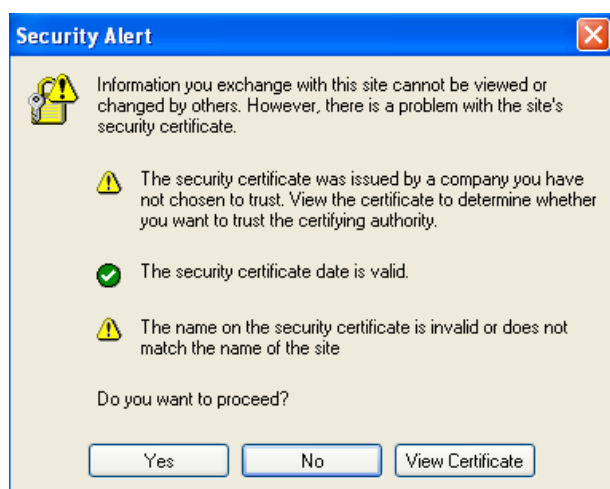 Security Alert
Information you exchange with this site cannot be viewed or
changed by others. However, there is a problem with the site's
security certificate.
The security certificate was issued by a company you have
not chosen to trust. View the certificate to determine whether
you want to trust the certifying authority.
The security certificate date is valid.
The name on the security certificate is invalid or does not
match the name of the site
Do you want to proceed?
Yes
No
View Certificate